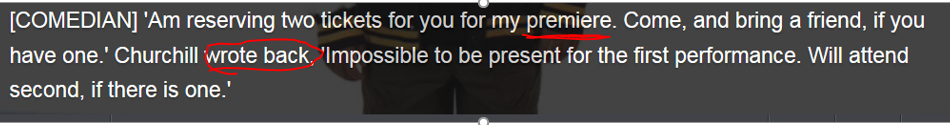 [COMEDIAN] 'Am reserving two tickets for you for my premiere. Come, and bring a friend, if you
have one.' Churchill wrote back, 'Impossible to be present for the first performance. Will attend
second, if there is one.'